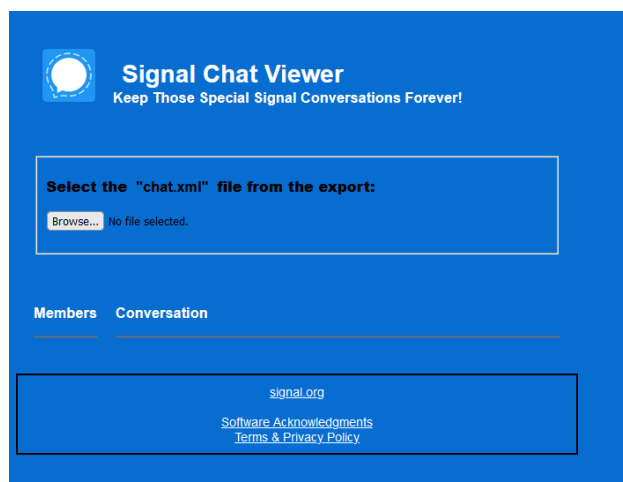 Signal Chat Viewer
Keep Those Special Signal Conversations Forever!
Select the "chat.xml" file from the export:
Browse... No file selected.
Members Conversation
signal.org
Software Acknowledgments
Terms & Privacy Policy